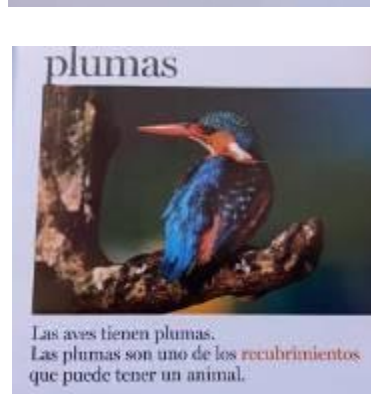 plumas
Las aves tienen plumas.
Las plumas son uno de los recubrimientos
que puede tener un animal.